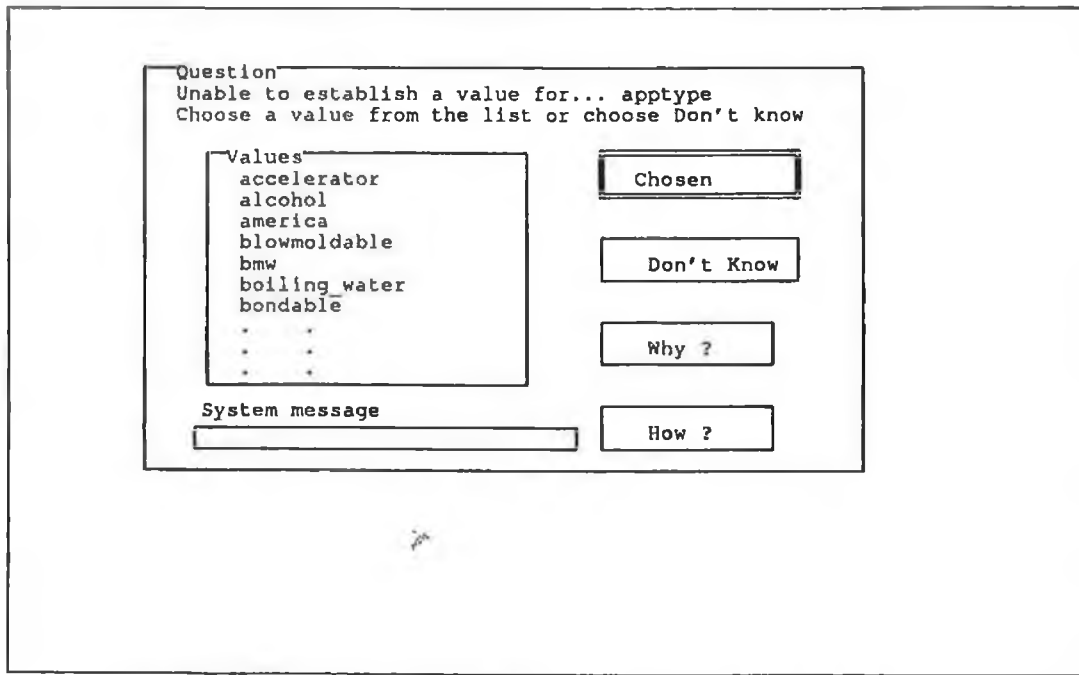 Question
Unable to establish a value for... apptype
Choose a value from the list or choose Don't know
Values
accelerator
alcohol
america
blowmoldable
bmw
boiling_water
bondable
. .
. .
. .
Chosen
Don't Know
Why ?
How ?
System message